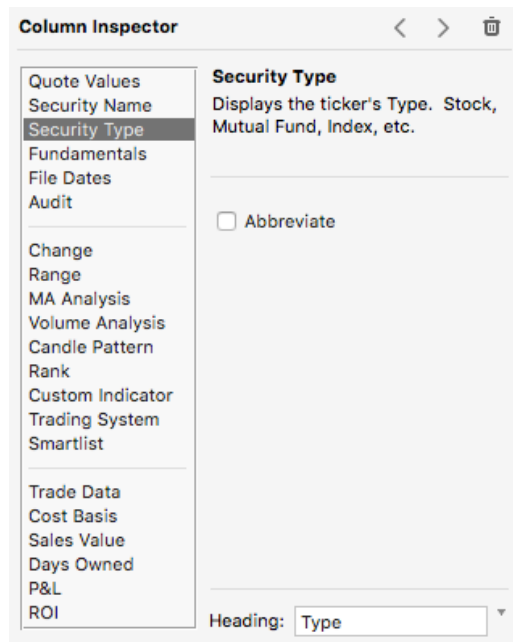 Column Inspector
Quote Values
Security Name
Security Type
Fundamentals
File Dates
Audit
Change
Range
MA Analysis
Volume Analysis
Candle Pattern
Rank
Custom Indicator
Trading System
Smartlist
Trade Data
Cost Basis
Sales Value
Days Owned
P&L
ROI
Security Type
Displays the ticker's Type.  Stock,
Mutual Fund, Index, etc.
Abbreviate
Heading: Type